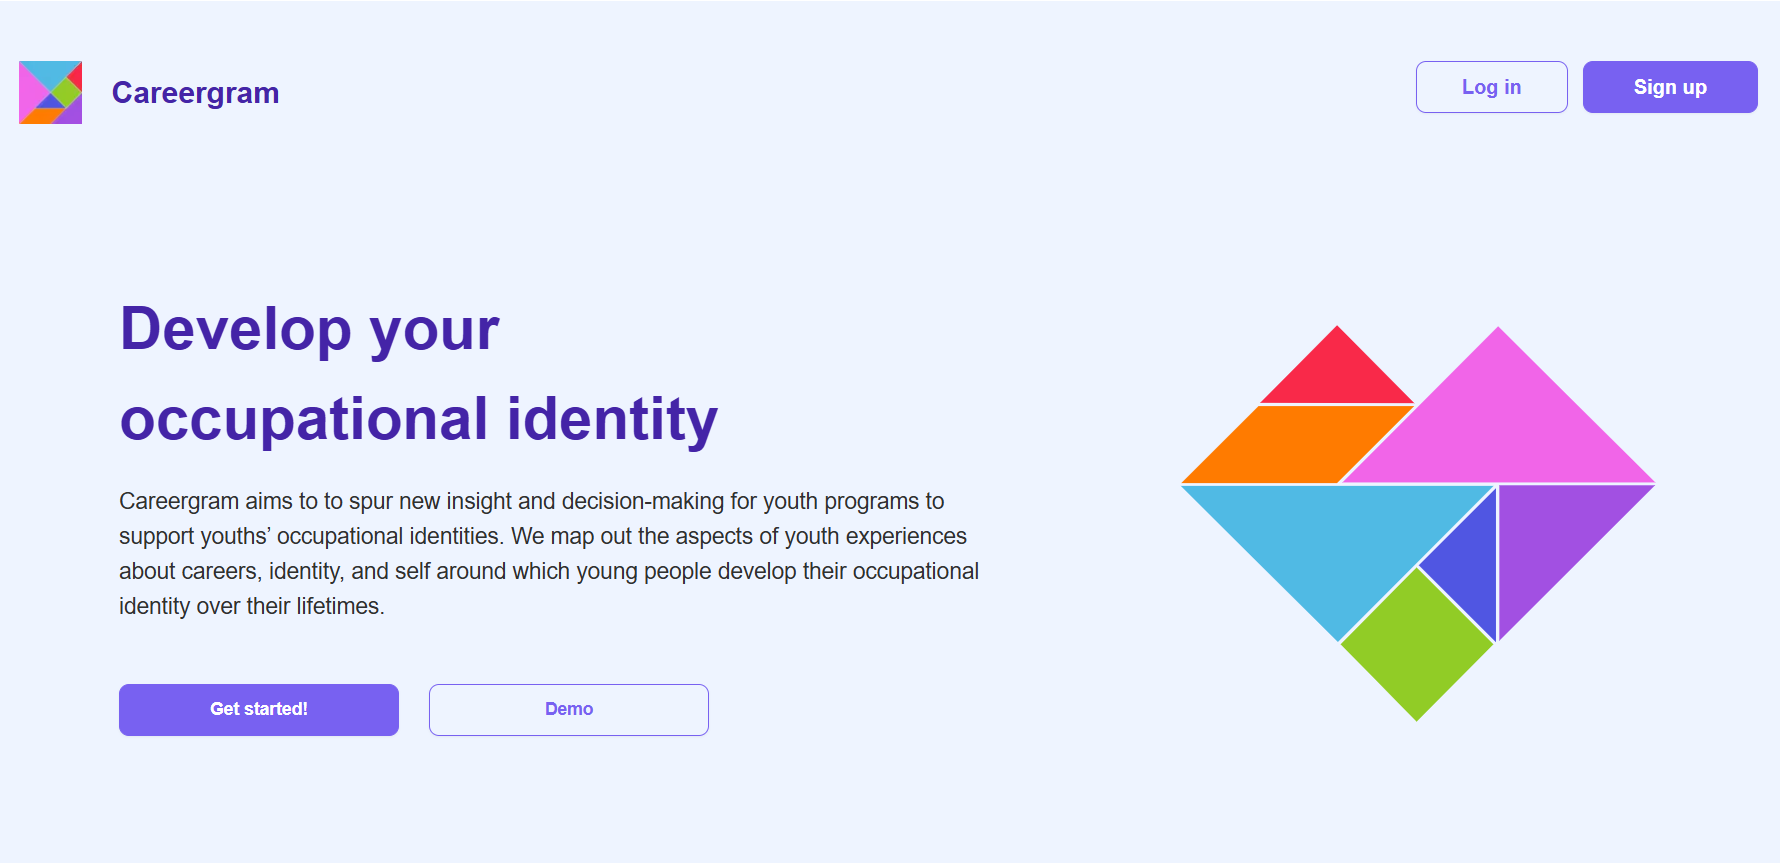 Careergram
Log in
Sign up
Develop your
occupational identity
Careergram aims to to spur new insight and decision-making for youth programs to
support youths’ occupational identities. We map out the aspects of youth experiences
about careers, identity, and self around which young people develop their occupational
identity over their lifetimes.
Get started!
Demo